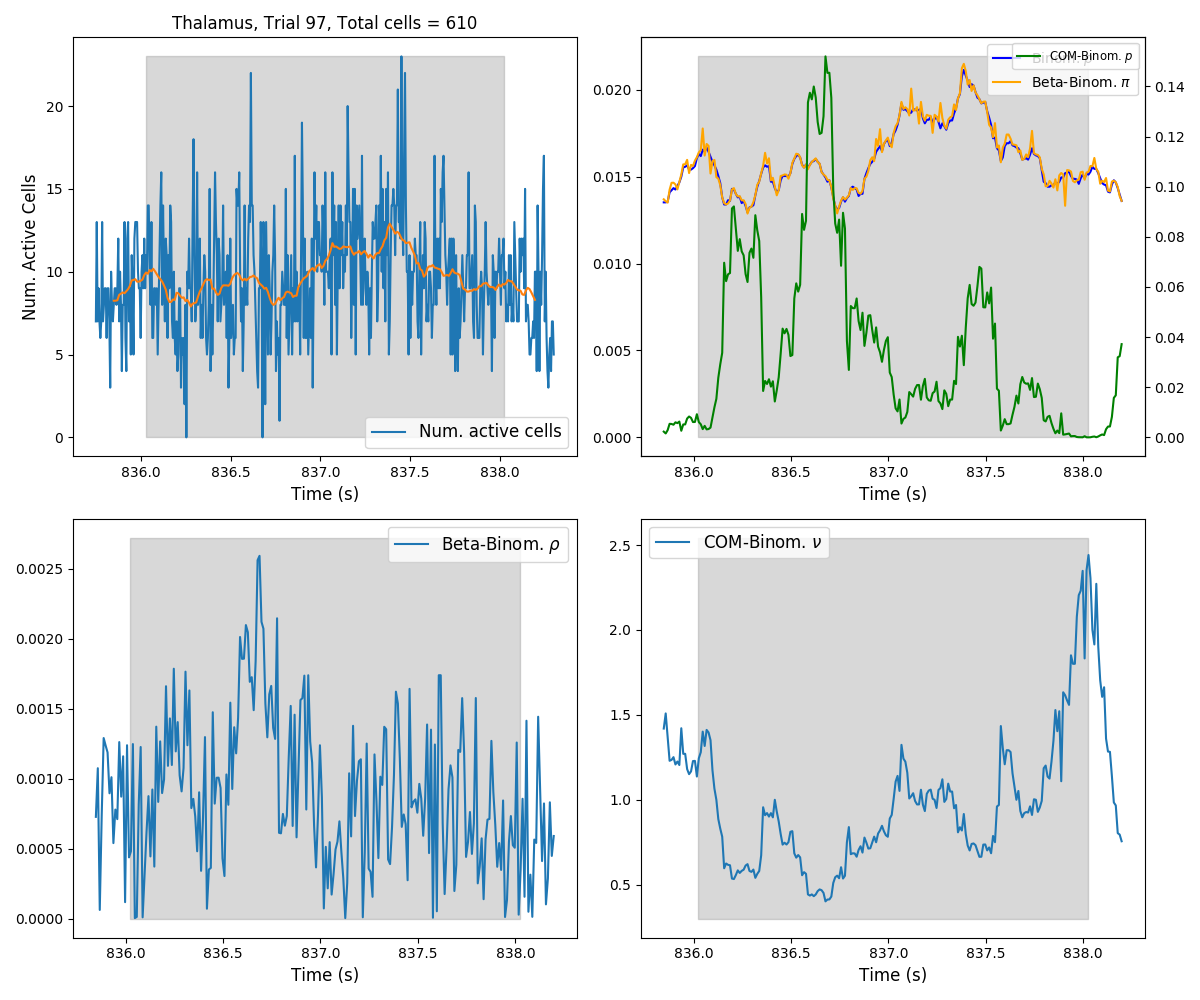 Thalamus, Trial 97, Total cells = 610
Num. Active Cells
20
15
10
5
0
836.0 836.5 837.0 837.5 838.0
Time (s)
Num. active cells
0.020
0.015
0.010
0.005
0.000
0.14
0.12
0.10
0.08
0.06
0.04
0.02
0.00
COM-Binom. p
Beta-Binom. π
836.0 836.5 837.0 837.5 838.0
Time (s)
Beta-Binom. ρ
0.0025
0.0020
0.0015
0.0010
0.0005
0.0000
836.0 836.5 837.0 837.5 838.0
Time (s)
COM-Binom. ν
2.5
2.0
1.5
1.0
0.5
836.0 836.5 837.0 837.5 838.0
Time (s)